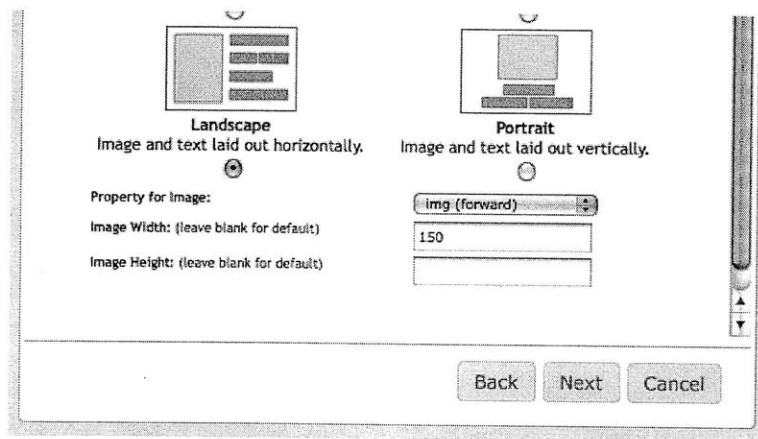 Landscape
Image and text laid out horizontally.
Portrait
Image and text laid out vertically.
Property for Image:
img (forward)
Image Width: (leave blank for default)
150
Image Height: (leave blank for default)
Back Next Cancel